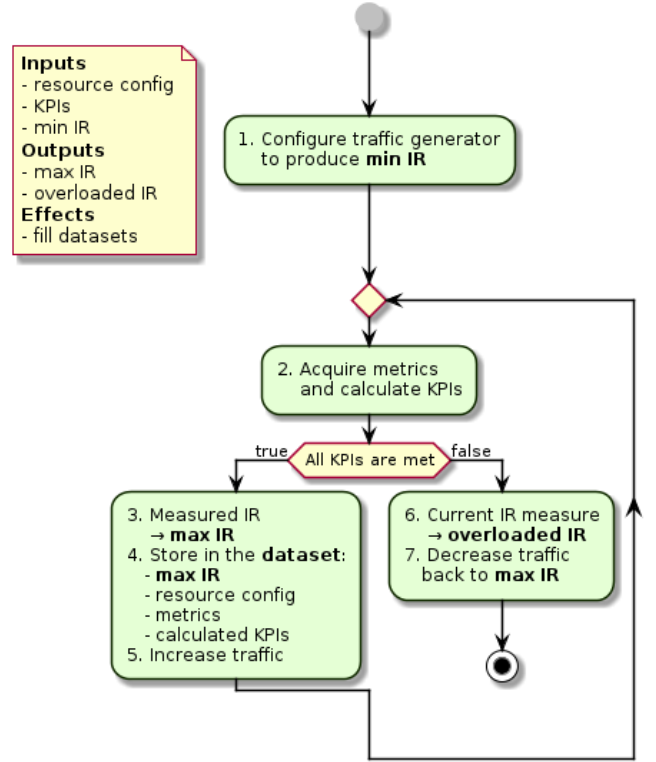 Inputs
- resource config
- KPIs
- min IR
Outputs
- max IR
- overloaded IR
Effects
- fill datasets
1. Configure traffic generator
to produce min IR
2. Acquire metrics
and calculate KPIs
true
All KPIs are met
false
3. Measured IR
→ max IR
4. Store in the dataset:
- max IR
- resource config
- metrics
- calculated KPIs
5. Increase traffic
6. Current IR measure
→ overloaded IR
7. Decrease traffic
back to max IR